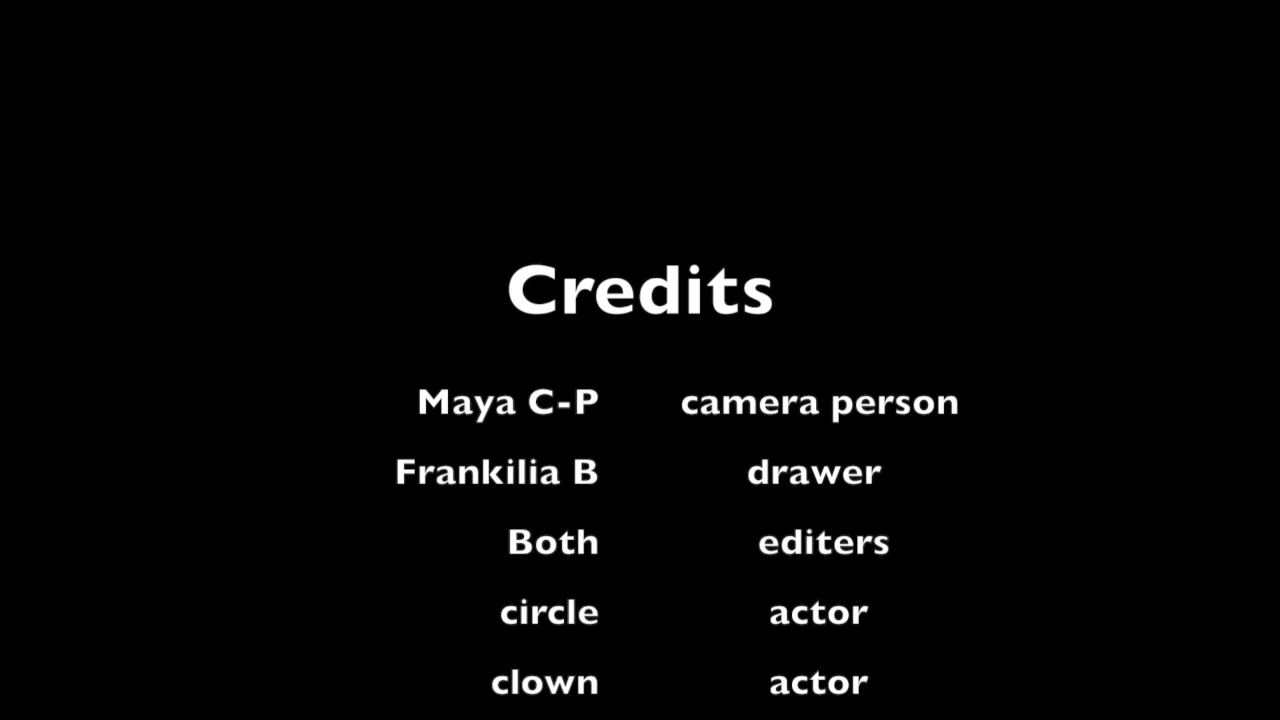 Credits
Maya C-P camera person
Frankilia B drawer
Both editers
circle actor
clown actor